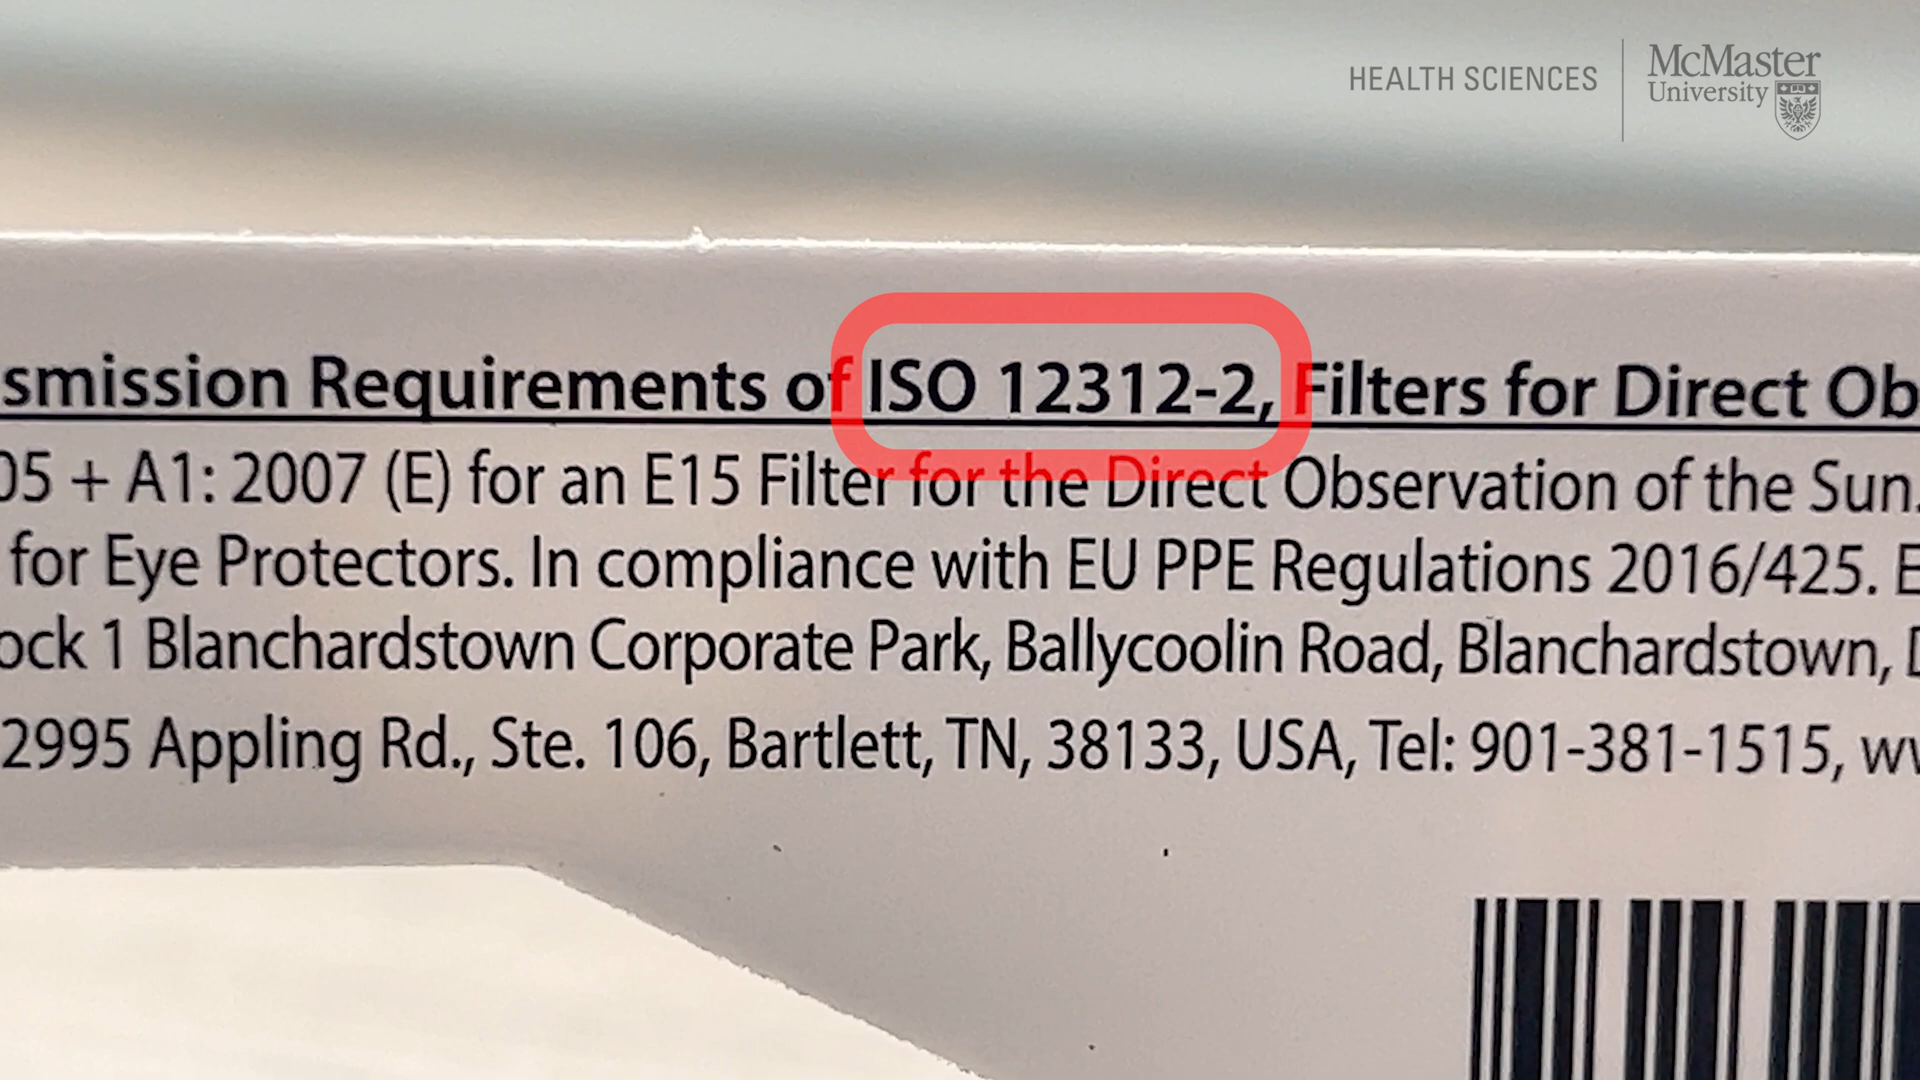 HEALTH SCIENCES
McMaster
University
smission Requirements of ISO 12312-2, Filters for Direct Ob
05 + A1: 2007 (E) for an E15 Filter for the Direct Observation of the Sun.
for Eye Protectors. In compliance with EU PPE Regulations 2016/425. E
ock 1 Blanchardstown Corporate Park, Ballycoolin Road, Blanchardstown, D
2995 Appling Rd., Ste. 106, Bartlett, TN, 38133, USA, Tel: 901-381-1515, ww